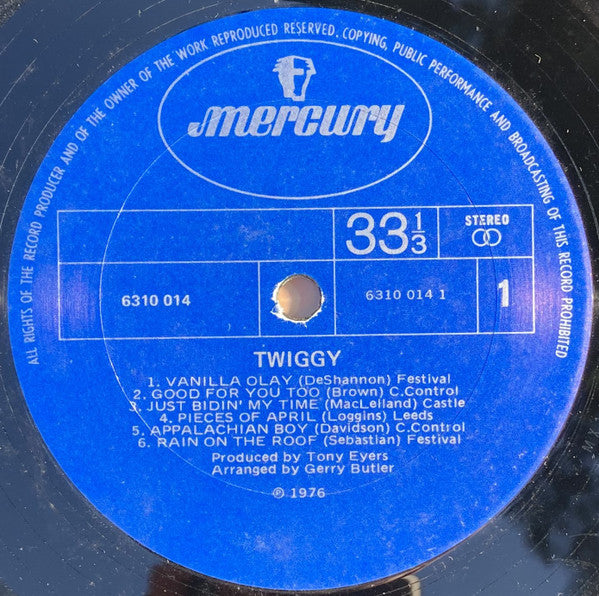 ALL RIGHTS OF THE RECORD PRODUCER AND OF THE OWNER OF THE WORK REPRODUCED RESERVED. COPYING, PUBLIC PERFORMANCE AND BROADCASTING OF THIS RECORD PROHIBITED
mercury
33 1/3
STEREO
6310 014
6310 014 1
1
TWIGGY
1. VANILLA OLAY (DeShannon) Festival
2. GOOD FOR YOU TOO (Brown) C.Control
3. JUST BIDIN' MY TIME (MacLelland) Castle
4. PIECES OF APRIL (Loggins) Leeds
5. APPALACHIAN BOY (Davidson) C.Control
6. RAIN ON THE ROOF (Sebastian) Festival
Produced by Tony Eyers
Arranged by Gerry Butler
℗ 1976